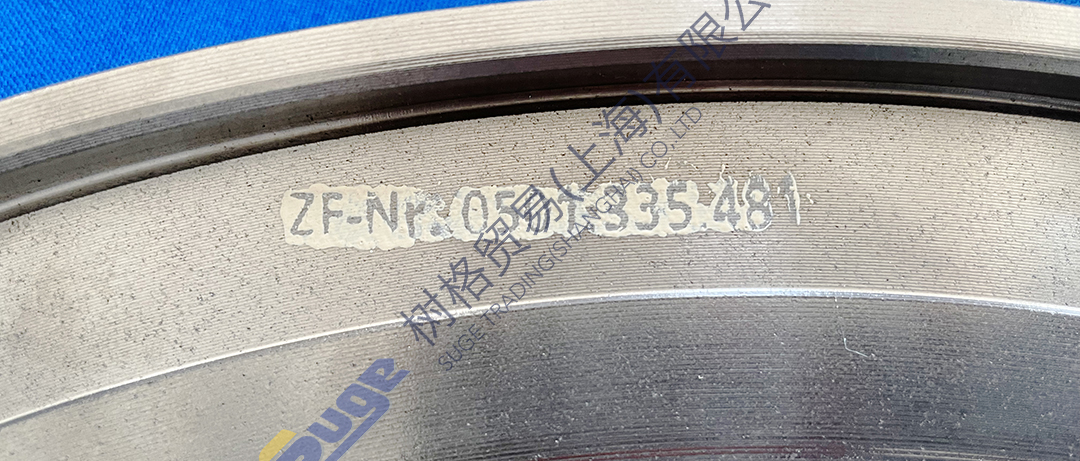 ZF-Nr. 0501.335.481
树格贸易(上海)有限公
SUGE TRADING(SHANGHAI) CO.,LTD
Suge